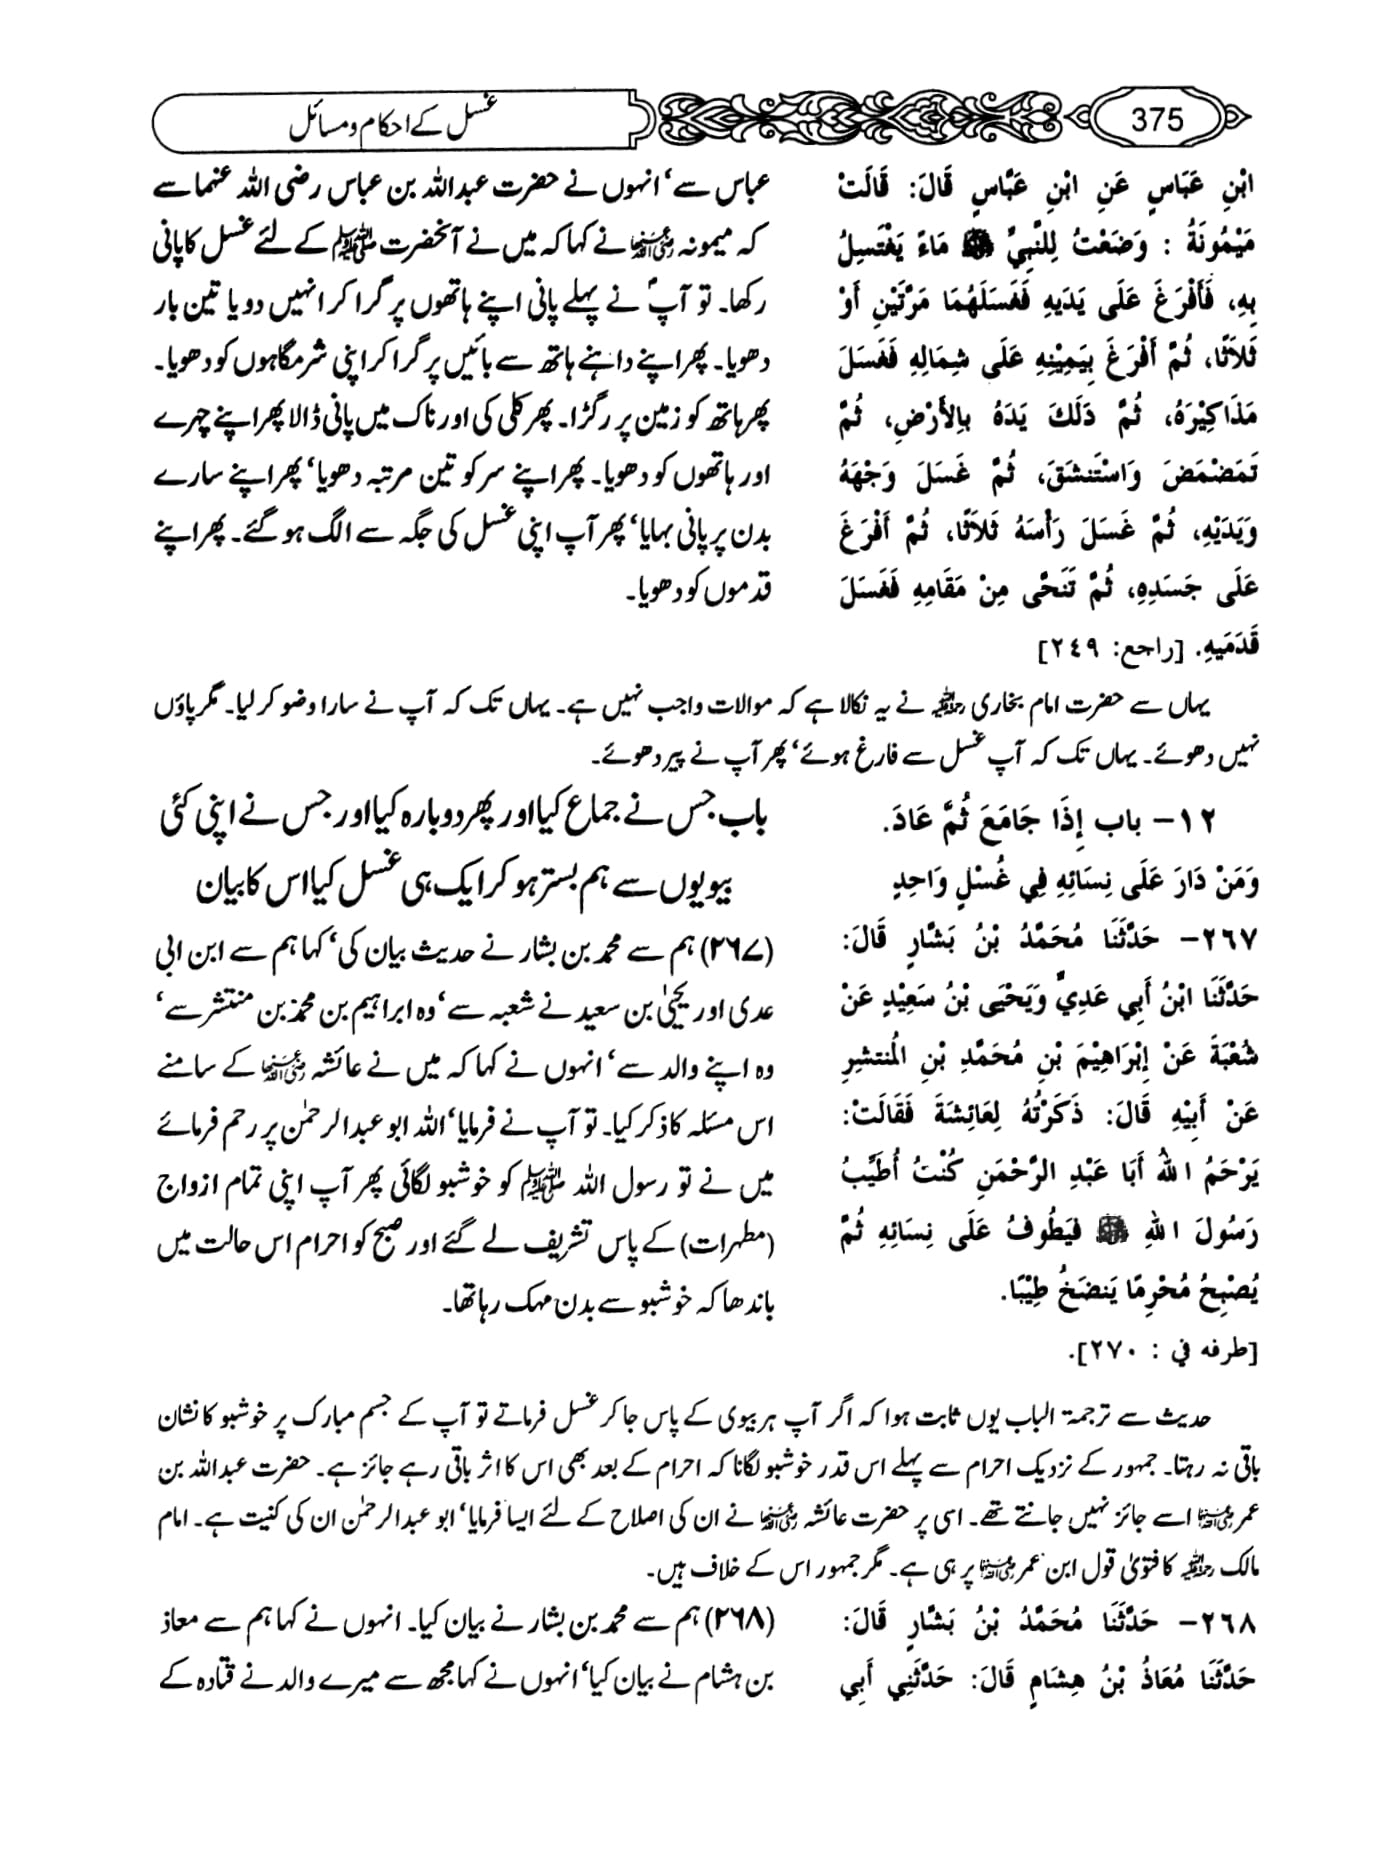 375
غسل کے احکام و مسائل
ابْنِ عَبَّاسٍ عَنِ ابْنِ عَبَّاسٍ قَالَ: قَالَتْ
مَيْمُونَةُ : وَضَعْتُ لِلنَّبِيِّ ﷺ مَاءً يَغْتَسِلُ
بِهِ، فَأَفْرَغَ عَلَى يَدَيهِ فَغَسَلَهُمَا مَرَّتَيْنِ أَوْ
ثَلاَثًا، ثُمَّ أَفْرَغَ بِيَمِيْنِهِ عَلَى شِمَالِهِ فَغَسَلَ
مَذَاكِيْرَهُ، ثُمَّ دَلَكَ يَدَهُ بِالأَرْضِ، ثُمَّ
تَمَضْمَضَ وَاسْتَنشَقَ، ثُمَّ غَسَلَ وَجْهَهُ
وَيَدَيْهِ، ثُمَّ غَسَلَ رَأْسَهُ ثَلاَثًا، ثُمَّ أَفْرَغَ
عَلَى جَسَدِهِ، ثُمَّ تَنَحَّى مِنْ مَقَامِهِ فَغَسَلَ
قَدَمَيهِ. [راجع: ٢٤٩]
عباس سے‘ انہوں نے حضرت عبداللہ بن عباس رضی اللہ عنہما سے
کہ میمونہ رضی اللہ عنہا نے کہا کہ میں نے آنحضرت ﷺ کے لئے غسل کا پانی
رکھا۔ تو آپؐ نے پہلے پانی اپنے ہاتھوں پر گرا کر انہیں دو یا تین بار
دھویا۔ پھر اپنے داہنے ہاتھ سے بائیں پر گرا کر اپنی شرمگاہوں کو دھویا۔
پھر ہاتھ کو زمین پر رگڑا۔ پھر کلی کی اور ناک میں پانی ڈالا پھر اپنے چہرے
اور ہاتھوں کو دھویا۔ پھر اپنے سر کو تین مرتبہ دھویا‘ پھر اپنے سارے
بدن پر پانی بہایا‘ پھر آپ اپنی غسل کی جگہ سے الگ ہو گئے۔ پھر اپنے
قدموں کو دھویا۔
یہاں سے حضرت امام بخاری رحمہ اللہ نے یہ نکالا ہے کہ موالات واجب نہیں ہے۔ یہاں تک کہ آپ نے سارا وضو کر لیا۔ مگر پاؤں
نہیں دھوئے۔ یہاں تک کہ آپ غسل سے فارغ ہوئے‘ پھر آپ نے پیر دھوئے۔
١٢- باب إِذَا جَامَعَ ثُمَّ عَادَ.
وَمَنْ دَارَ عَلَى نِسَائِهِ فِي غُسْلٍ وَاحِدٍ
باب جس نے جماع کیا اور پھر دوبارہ کیا اور جس نے اپنی کئی
بیویوں سے ہم بستر ہو کر ایک ہی غسل کیا اس کا بیان
٢٦٧- حَدَّثَنَا مُحَمَّدُ بْنُ بَشَّارٍ قَالَ:
حَدَّثَنَا ابْنُ أَبِي عَدِيٍّ وَيَحْيَى بْنُ سَعِيْدٍ عَنْ
شُعْبَةَ عَنْ إِبْرَاهِيْمَ بْنِ مُحَمَّدِ بْنِ الْمُنتشِرِ
عَنْ أَبِيْهِ قَالَ: ذَكَرْتُهُ لِعَائِشَةَ فَقَالَتْ:
يَرْحَمُ اللهُ أَبَا عَبْدِ الرَّحْمَنِ كُنْتُ أُطَيِّبُ
رَسُولَ اللهِ ﷺ فَيَطُوفُ عَلَى نِسَائِهِ ثُمَّ
يُصْبِحُ مُحْرِمًا يَنضَخُ طِيْبًا.
[طرفه في : ٢٧٠].
(۲۶۷) ہم سے محمد بن بشار نے حدیث بیان کی‘ کہا ہم سے ابن ابی
عدی اور یحییٰ بن سعید نے شعبہ سے‘ وہ ابراہیم بن محمد بن منتشر سے‘
وہ اپنے والد سے‘ انہوں نے کہا کہ میں نے عائشہ رضی اللہ عنہا کے سامنے
اس مسئلہ کا ذکر کیا۔ تو آپ نے فرمایا‘ اللہ ابو عبدالرحمٰن پر رحم فرمائے
میں نے تو رسول اللہ ﷺ کو خوشبو لگائی پھر آپ اپنی تمام ازواج
(مطہرات) کے پاس تشریف لے گئے اور صبح کو احرام اس حالت میں
باندھا کہ خوشبو سے بدن مہک رہا تھا۔
حدیث سے ترجمۃ الباب یوں ثابت ہوا کہ اگر آپ ہر بیوی کے پاس جا کر غسل فرماتے تو آپ کے جسم مبارک پر خوشبو کا نشان
باقی نہ رہتا۔ جمہور کے نزدیک احرام سے پہلے اس قدر خوشبو لگانا کہ احرام کے بعد بھی اس کا اثر باقی رہے جائز ہے۔ حضرت عبداللہ بن
عمر رضی اللہ عنہما اسے جائز نہیں جانتے تھے۔ اسی پر حضرت عائشہ رضی اللہ عنہا نے ان کی اصلاح کے لئے ایسا فرمایا‘ ابو عبدالرحمٰن ان کی کنیت ہے۔ امام
مالک رحمہ اللہ کا فتویٰ قول ابن عمر رضی اللہ عنہما پر ہی ہے۔ مگر جمہور اس کے خلاف ہیں۔
٢٦٨- حَدَّثَنَا مُحَمَّدُ بْنُ بَشَّارٍ قَالَ:
حَدَّثَنَا مُعَاذُ بْنُ هِشَامٍ قَالَ: حَدَّثَنِي أَبِي
(۲۶۸) ہم سے محمد بن بشار نے بیان کیا۔ انہوں نے کہا ہم سے معاذ
بن ہشام نے بیان کیا‘ انہوں نے کہا مجھ سے میرے والد نے قتادہ کے